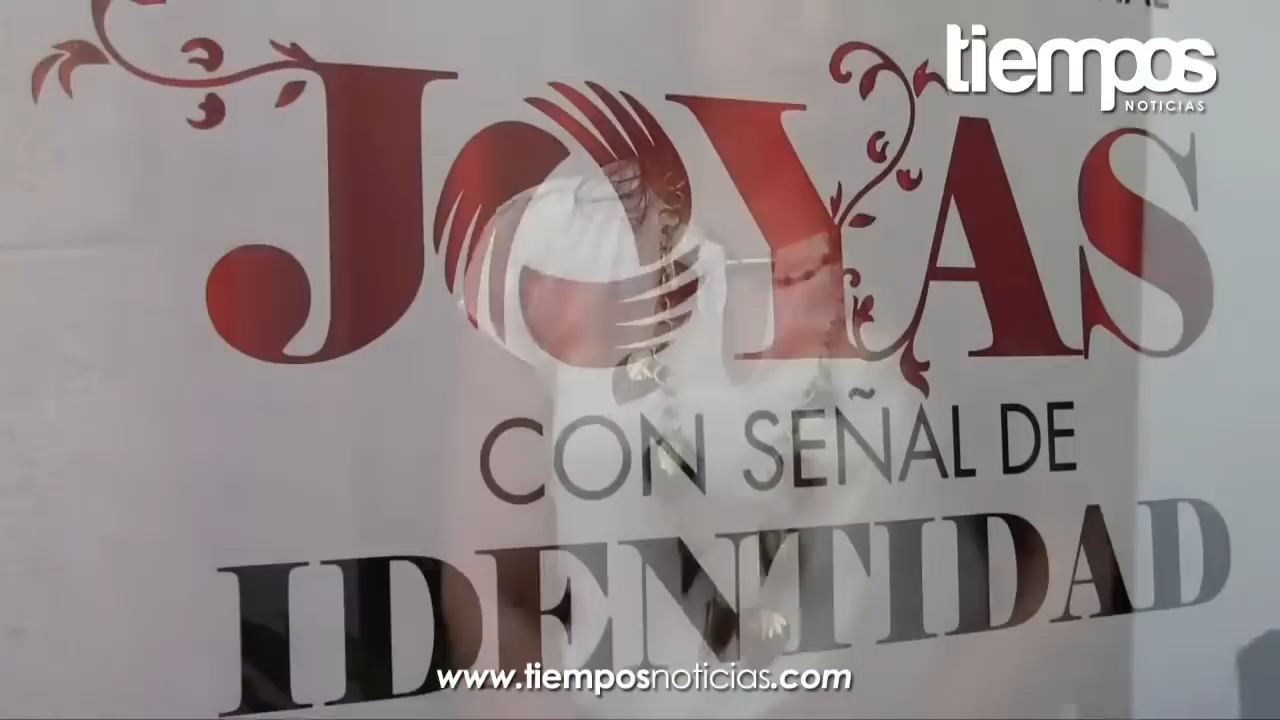 tiempos
NOTICIAS
JOYAS
CON SEÑAL DE
IDENTIDAD
www.tiemposnoticias.com